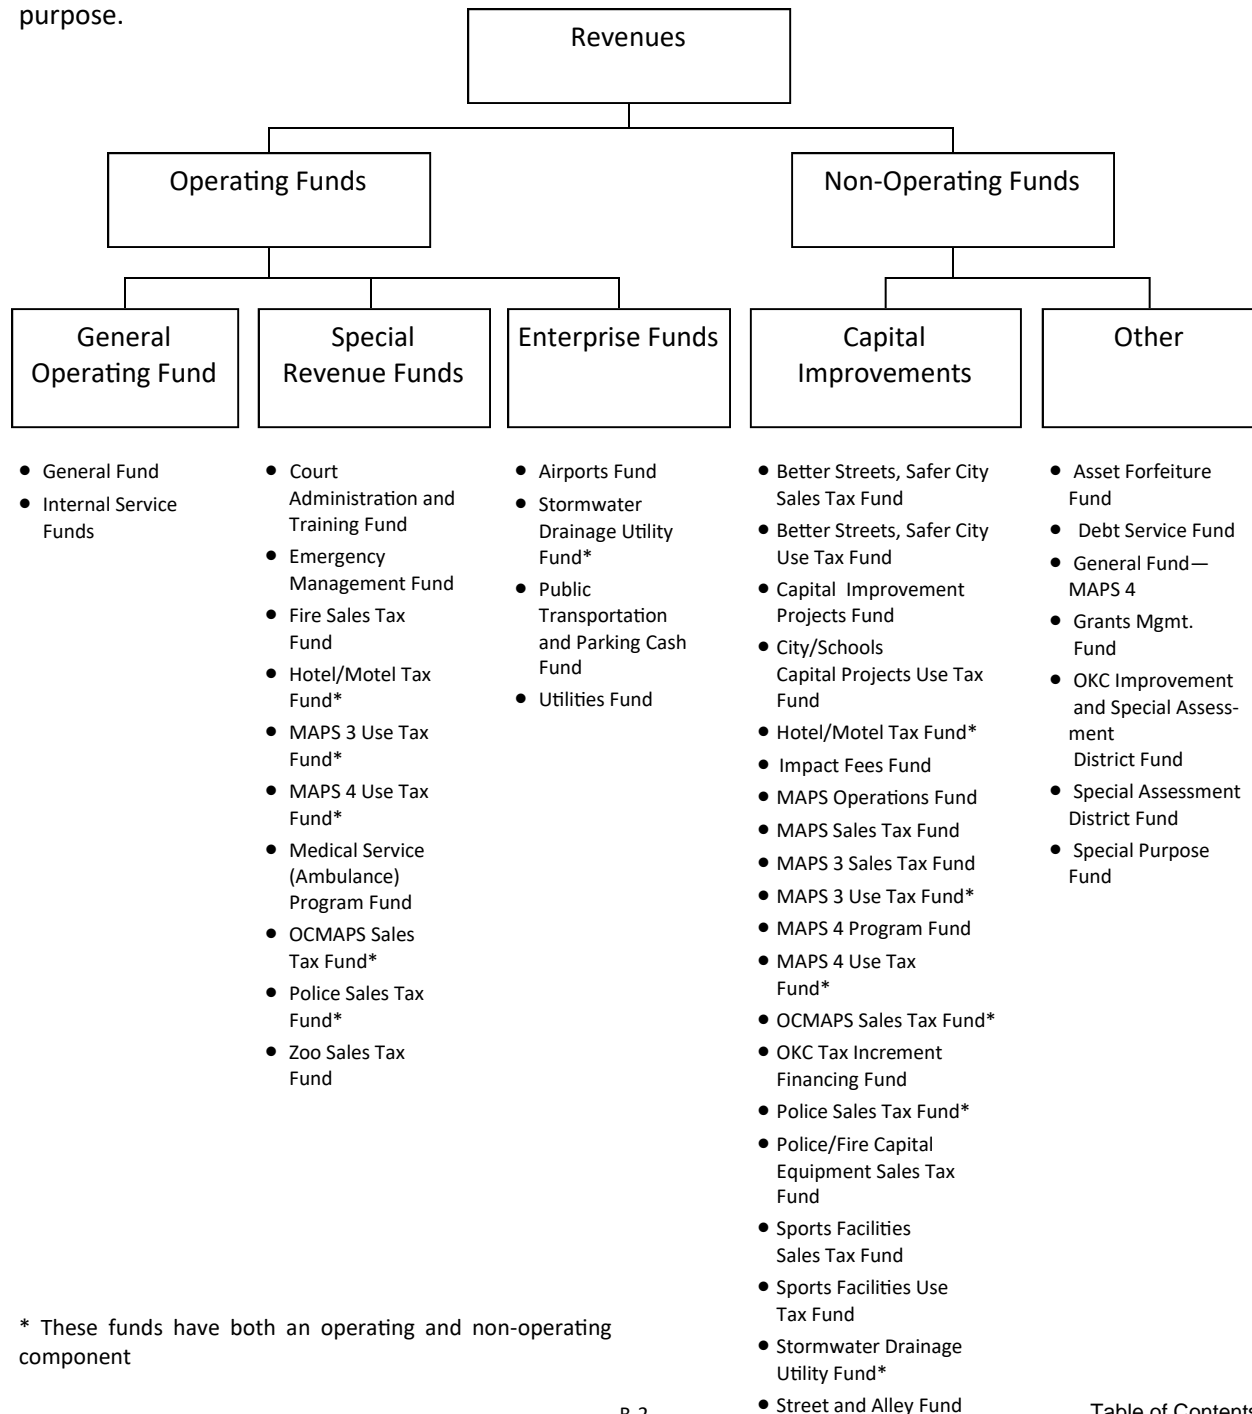 purpose.
Revenues
Operating Funds
Non-Operating Funds
General
Operating Fund
Special
Revenue Funds
Enterprise Funds
Capital
Improvements
Other
• General Fund
• Internal Service
Funds
• Court
Administration and
Training Fund
• Emergency
Management Fund
• Fire Sales Tax
Fund
• Hotel/Motel Tax
Fund*
• MAPS 3 Use Tax
Fund*
• MAPS 4 Use Tax
Fund*
• Medical Service
(Ambulance)
Program Fund
• OCMAPS Sales
Tax Fund*
• Police Sales Tax
Fund*
• Zoo Sales Tax
Fund
• Airports Fund
• Stormwater
Drainage Utility
Fund*
• Public
Transportation
and Parking Cash
Fund
• Utilities Fund
• Better Streets, Safer City
Sales Tax Fund
• Better Streets, Safer City
Use Tax Fund
• Capital Improvement
Projects Fund
• City/Schools
Capital Projects Use Tax
Fund
• Hotel/Motel Tax Fund*
• Impact Fees Fund
• MAPS Operations Fund
• MAPS Sales Tax Fund
• MAPS 3 Sales Tax Fund
• MAPS 3 Use Tax Fund*
• MAPS 4 Program Fund
• MAPS 4 Use Tax
Fund*
• OCMAPS Sales Tax Fund*
• OKC Tax Increment
Financing Fund
• Police Sales Tax Fund*
• Police/Fire Capital
Equipment Sales Tax
Fund
• Sports Facilities
Sales Tax Fund
• Sports Facilities Use
Tax Fund
• Stormwater Drainage
Utility Fund*
• Street and Alley Fund
• Asset Forfeiture
Fund
• Debt Service Fund
• General Fund—
MAPS 4
• Grants Mgmt.
Fund
• OKC Improvement
and Special Assess-
ment
District Fund
• Special Assessment
District Fund
• Special Purpose
Fund
* These funds have both an operating and non-operating
component
Table of Contents